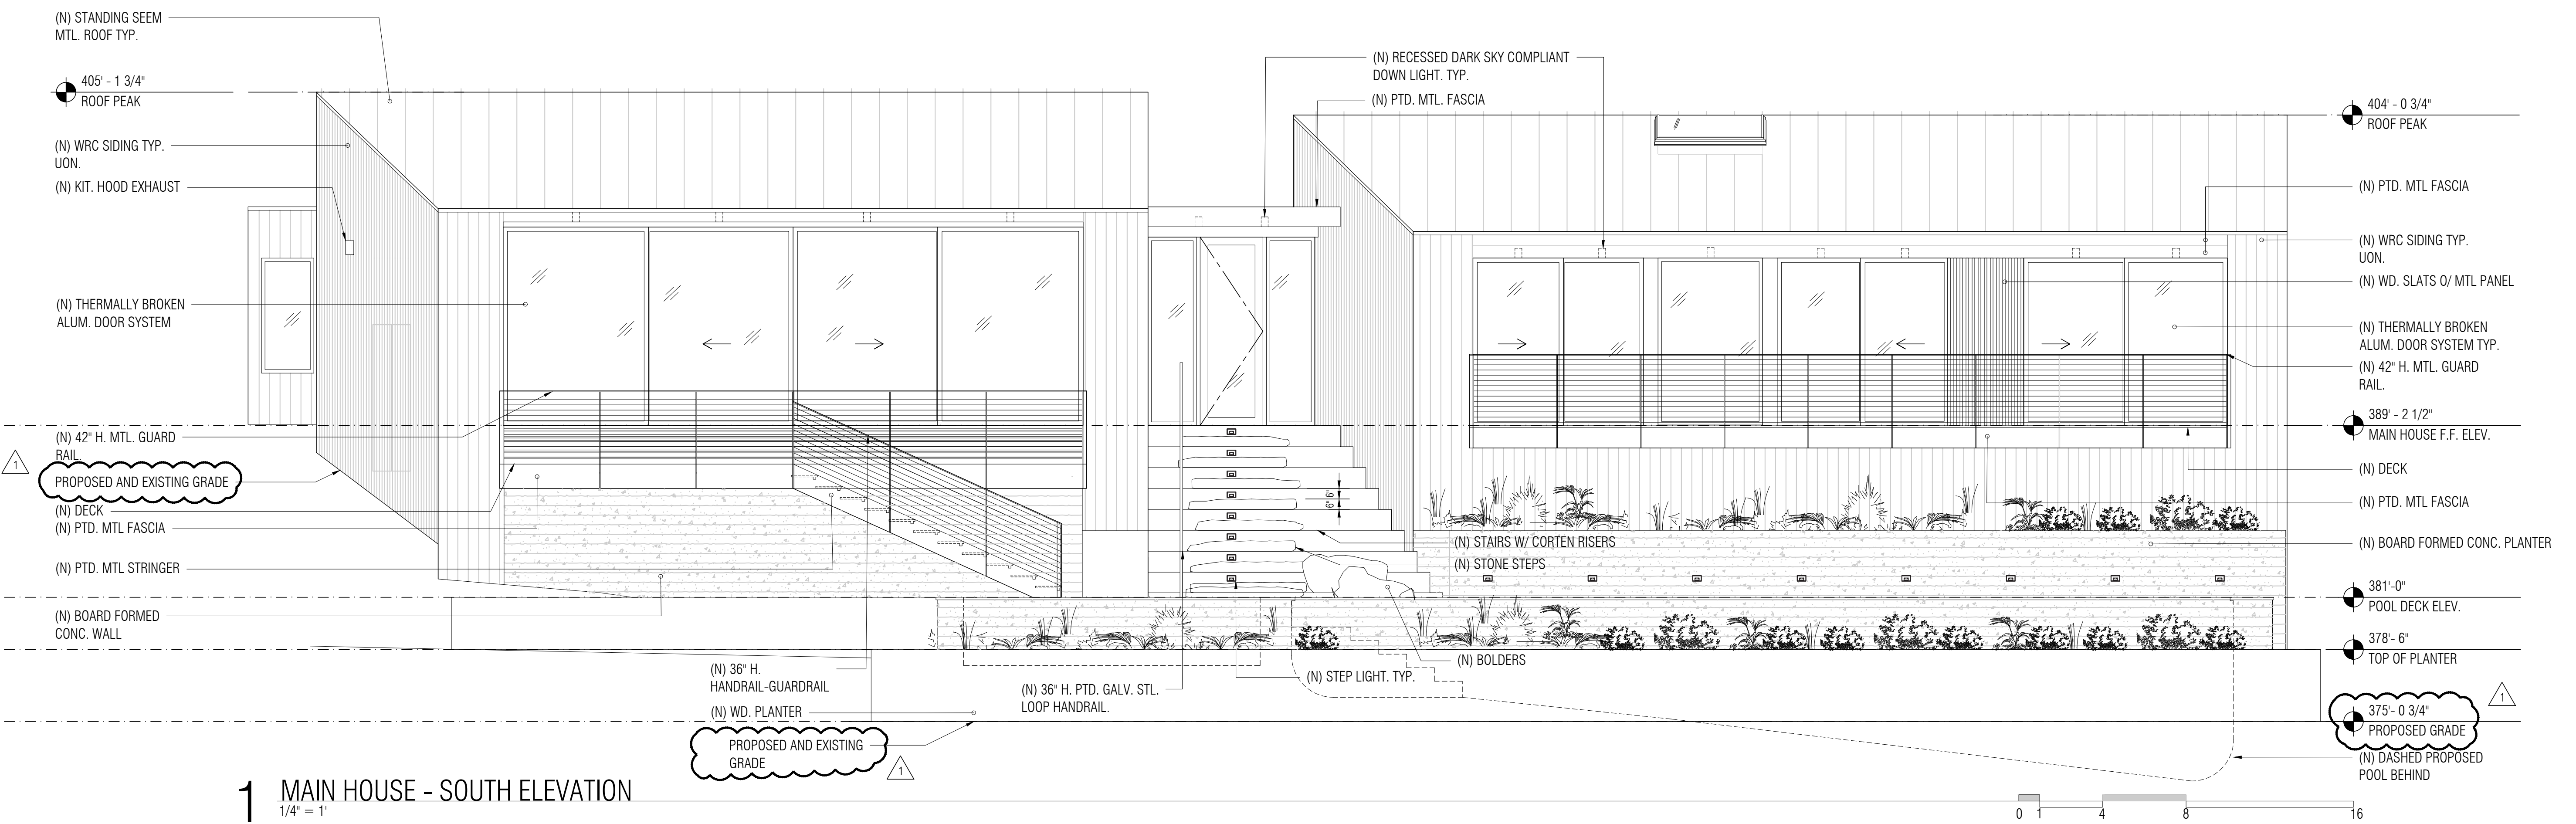 (N) STANDING SEEM
MTL. ROOF TYP.
405' - 1 3/4"
ROOF PEAK
(N) WRC SIDING TYP.
UON.
(N) KIT. HOOD EXHAUST
(N) THERMALLY BROKEN
ALUM. DOOR SYSTEM
(N) 42" H. MTL. GUARD
RAIL.
1
PROPOSED AND EXISTING GRADE
(N) DECK
(N) PTD. MTL FASCIA
(N) PTD. MTL STRINGER
(N) BOARD FORMED
CONC. WALL
(N) RECESSED DARK SKY COMPLIANT
DOWN LIGHT. TYP.
(N) PTD. MTL. FASCIA
6"
6"
(N) STAIRS W/ CORTEN RISERS
(N) STONE STEPS
(N) BOLDERS
(N) STEP LIGHT. TYP.
(N) 36" H.
HANDRAIL-GUARDRAIL
(N) 36" H. PTD. GALV. STL.
LOOP HANDRAIL.
(N) WD. PLANTER
PROPOSED AND EXISTING
GRADE
1
404' - 0 3/4"
ROOF PEAK
(N) PTD. MTL FASCIA
(N) WRC SIDING TYP.
UON.
(N) WD. SLATS O/ MTL PANEL
(N) THERMALLY BROKEN
ALUM. DOOR SYSTEM TYP.
(N) 42" H. MTL. GUARD
RAIL.
389' - 2 1/2"
MAIN HOUSE F.F. ELEV.
(N) DECK
(N) PTD. MTL FASCIA
(N) BOARD FORMED CONC. PLANTER
381'-0"
POOL DECK ELEV.
378'- 6"
TOP OF PLANTER
1
375'- 0 3/4"
PROPOSED GRADE
(N) DASHED PROPOSED
POOL BEHIND
1 MAIN HOUSE - SOUTH ELEVATION
1/4" = 1'
0 1 4 8 16